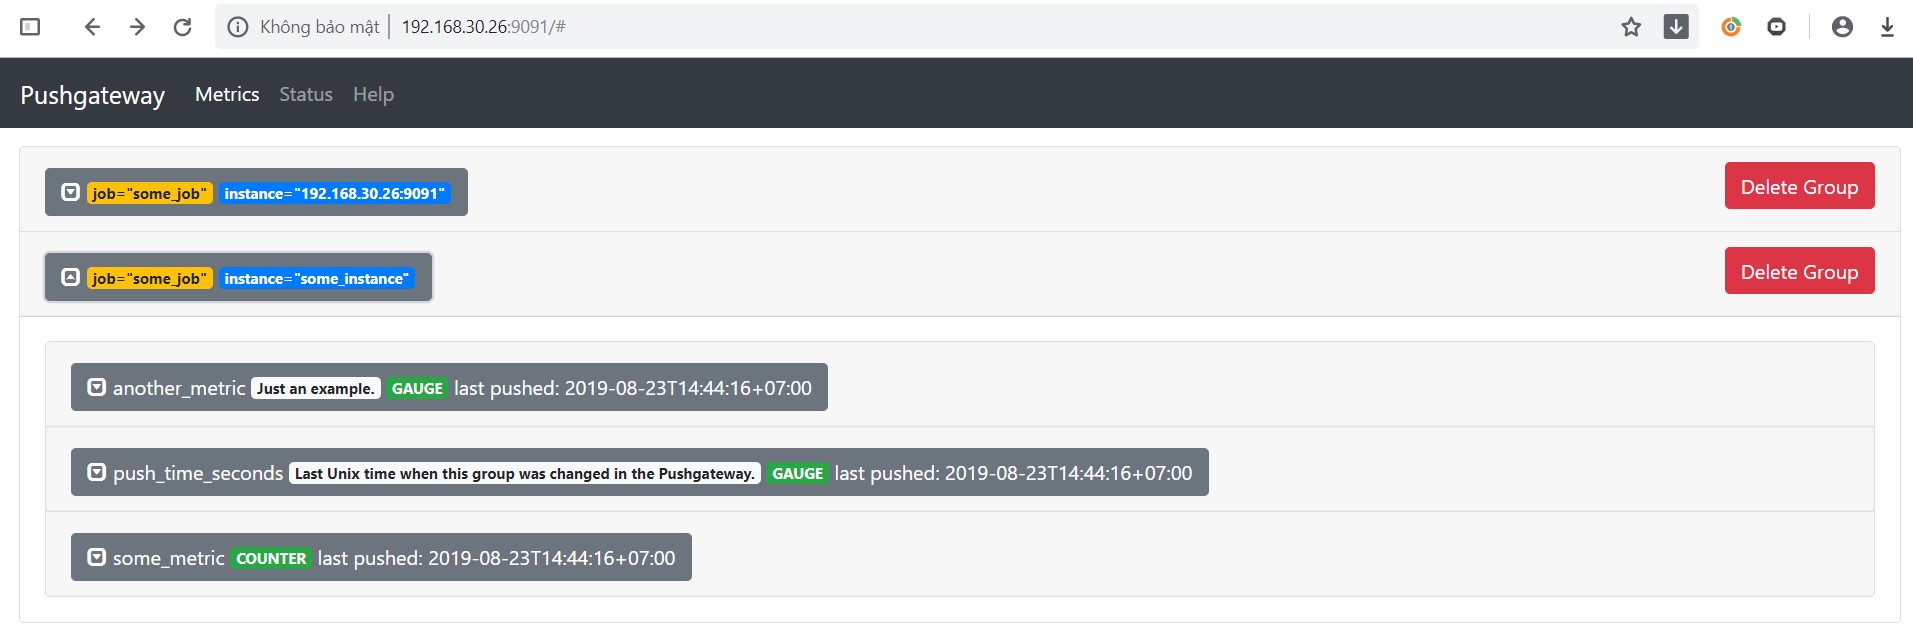 Không bảo mật 192.168.30.26:9091/#
Pushgateway Metrics Status Help
job="some_job" instance="192.168.30.26:9091" Delete Group
job="some_job" instance="some_instance" Delete Group
another_metric Just an example. GAUGE last pushed: 2019-08-23T14:44:16+07:00
push_time_seconds Last Unix time when this group was changed in the Pushgateway. GAUGE last pushed: 2019-08-23T14:44:16+07:00
some_metric COUNTER last pushed: 2019-08-23T14:44:16+07:00